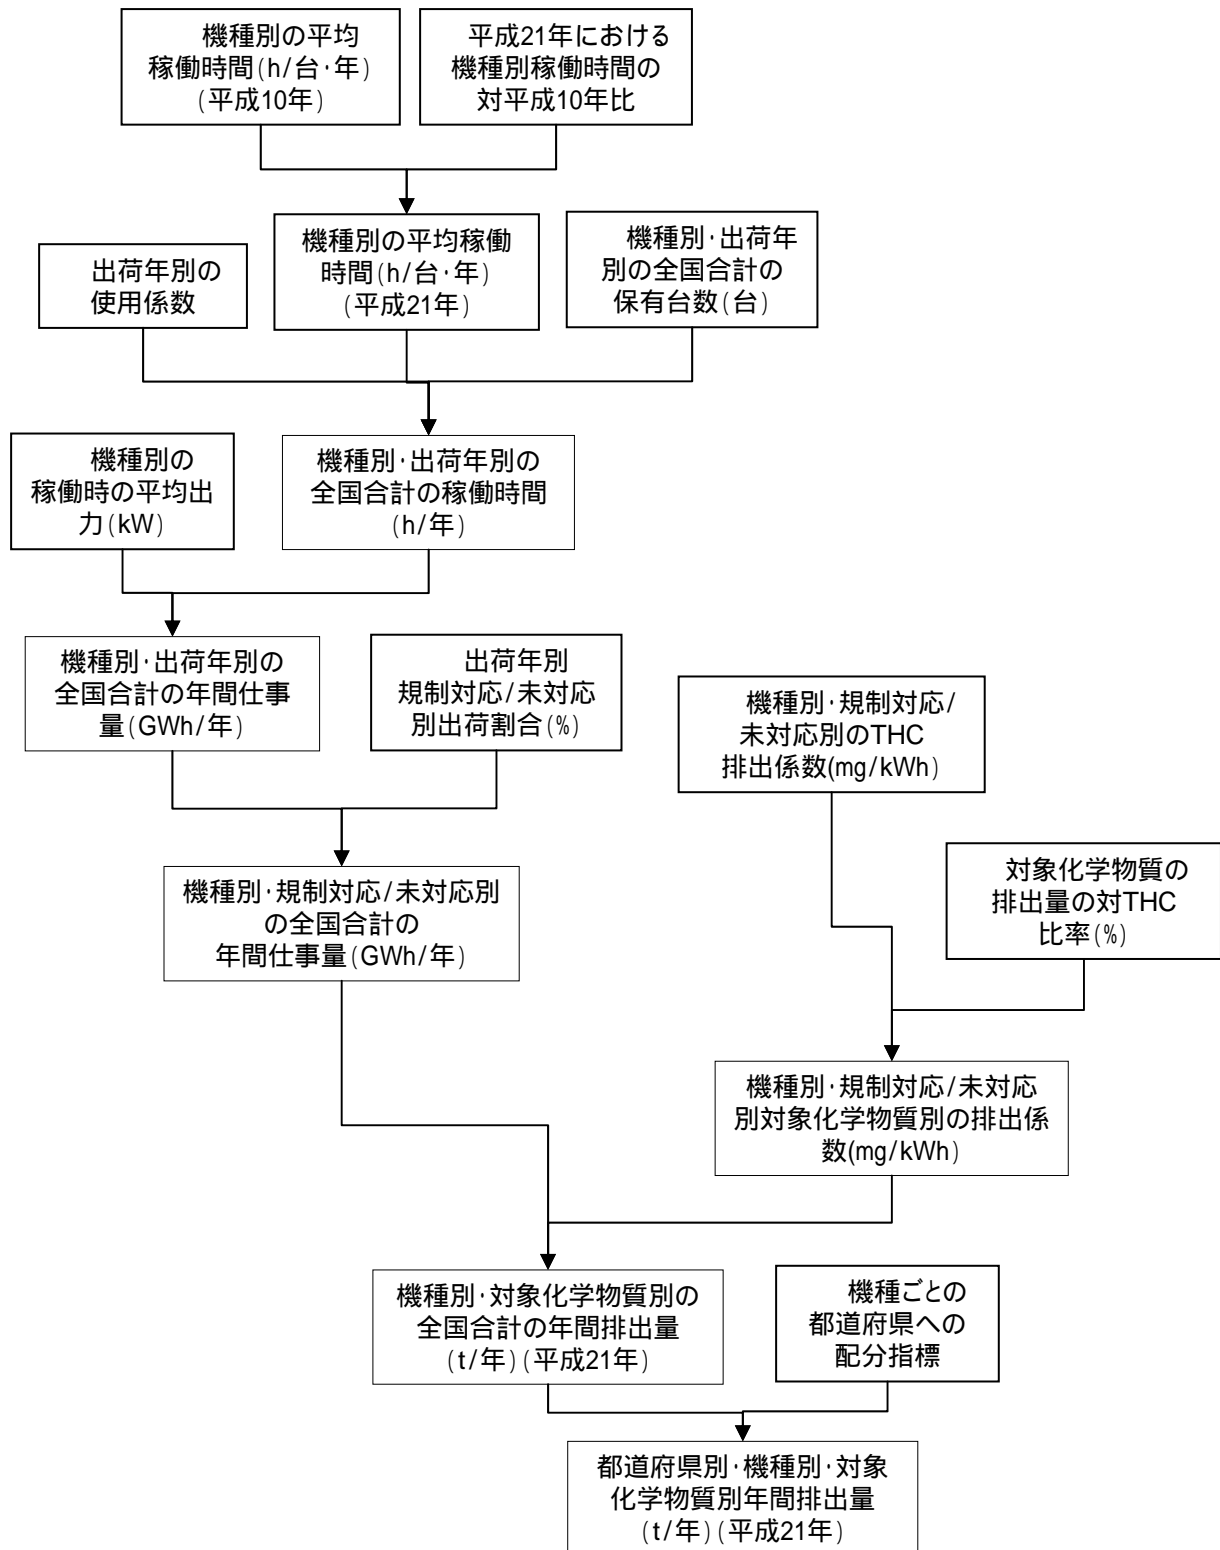 機種別の平均
稼働時間(h/台・年)
(平成10年)
平成21年における
機種別稼働時間の
対平成10年比
出荷年別の
使用係数
機種別の平均稼働
時間(h/台・年)
(平成21年)
機種別・出荷年
別の全国合計の
保有台数(台)
機種別の
稼働時の平均出
力(kW)
機種別・出荷年別の
全国合計の稼働時間
(h/年)
機種別・出荷年別の
全国合計の年間仕事
量(GWh/年)
出荷年別
規制対応/未対応
別出荷割合(%)
機種別・規制対応/
未対応別のTHC
排出係数(mg/kWh)
機種別・規制対応/未対応別
の全国合計の
年間仕事量(GWh/年)
対象化学物質の
排出量の対THC
比率(%)
機種別・規制対応/未対応
別対象化学物質別の排出係
数(mg/kWh)
機種別・対象化学物質別の
全国合計の年間排出量
(t/年)(平成21年)
機種ごとの
都道府県への
配分指標
都道府県別・機種別・対象
化学物質別年間排出量
(t/年)(平成21年)